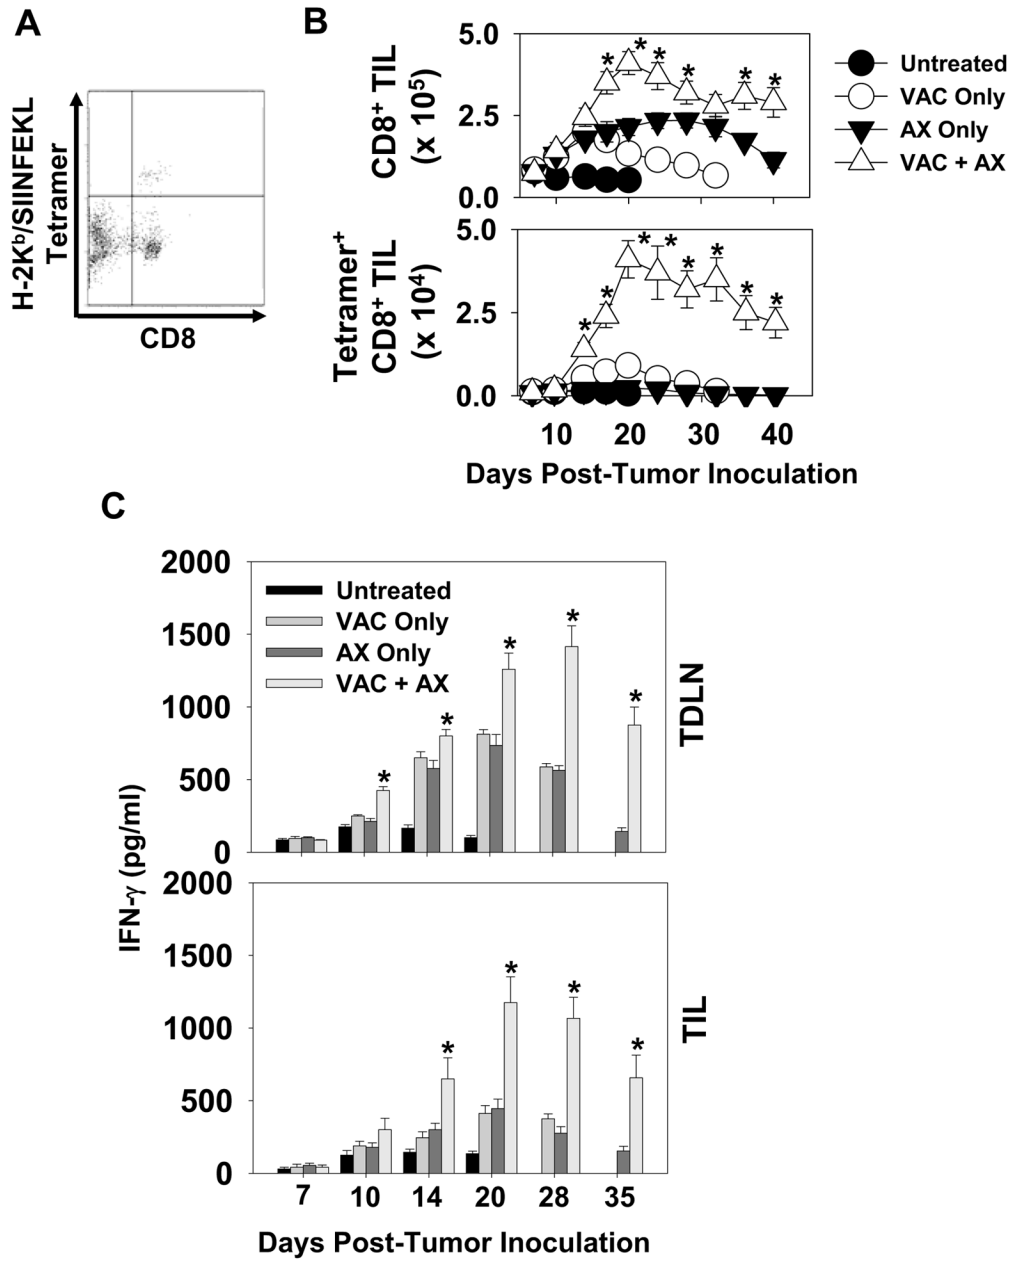 A
H-2Kᵇ/SIINFEKL
Tetramer
CD8
B
CD8⁺ TIL
(x 10⁵)
5.0
2.5
0.0
* * * * * *
Untreated
VAC Only
AX Only
VAC + AX
Tetramer⁺
CD8⁺ TIL
(x 10⁴)
5.0
2.5
0.0
* * * * * * * *
10 20 30 40
Days Post-Tumor Inoculation
C
IFN-γ (pg/ml)
2000
1500
1000
500
0
Untreated
VAC Only
AX Only
VAC + AX
* * * * *
TDLN
2000
1500
1000
500
0
* * * *
TIL
7 10 14 20 28 35
Days Post-Tumor Inoculation